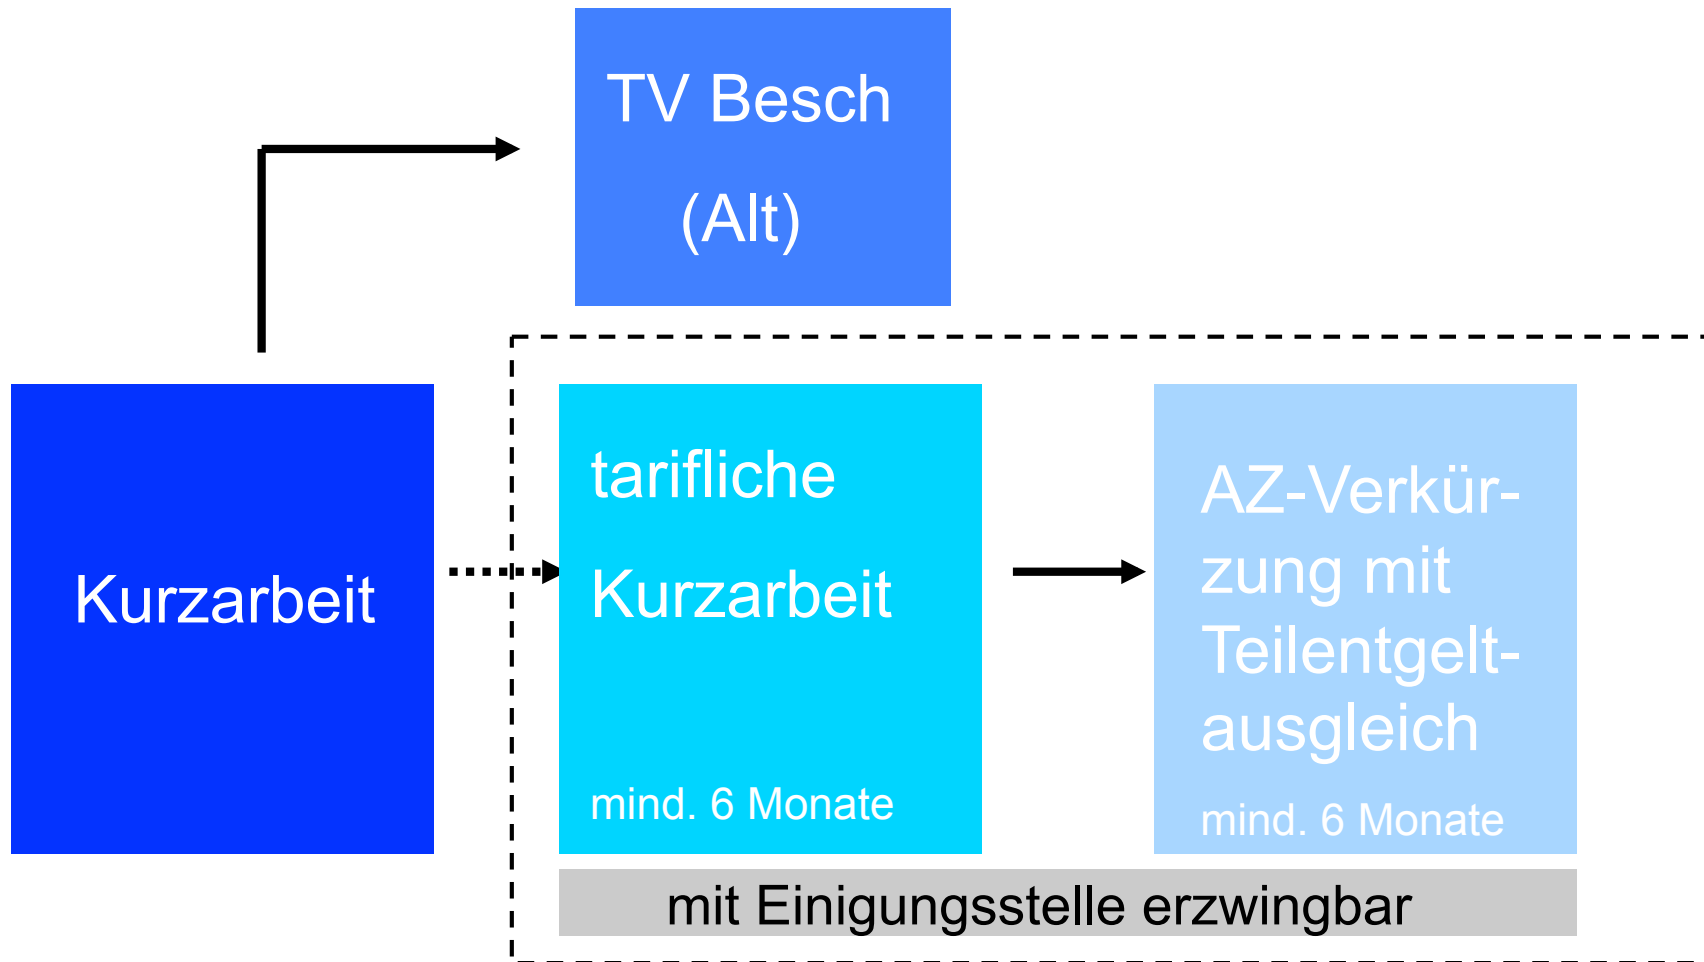 TV Besch
(Alt)
Kurzarbeit
tarifliche
Kurzarbeit
mind. 6 Monate
AZ-Verkür-
zung mit
Teilentgelt-
ausgleich
mind. 6 Monate
mit Einigungsstelle erzwingbar